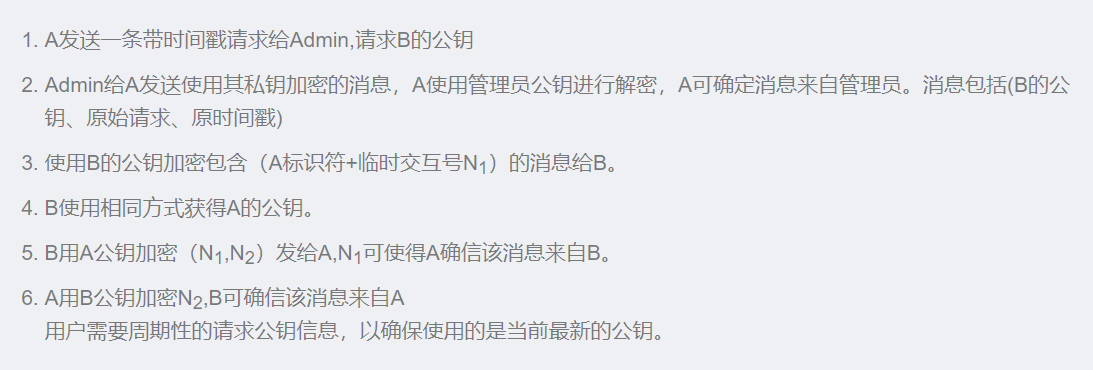 1. A发送一条带时间戳请求给Admin,请求B的公钥
2. Admin给A发送使用其私钥加密的消息，A使用管理员公钥进行解密，A可确定消息来自管理员。消息包括(B的公
钥、原始请求、原时间戳)
3. 使用B的公钥加密包含（A标识符+临时交互号N₁）的消息给B。
4. B使用相同方式获得A的公钥。
5. B用A公钥加密（N₁,N₂）发给A,N₁可使得A确信该消息来自B。
6. A用B公钥加密N₂,B可确信该消息来自A
用户需要周期性的请求公钥信息，以确保使用的是当前最新的公钥。